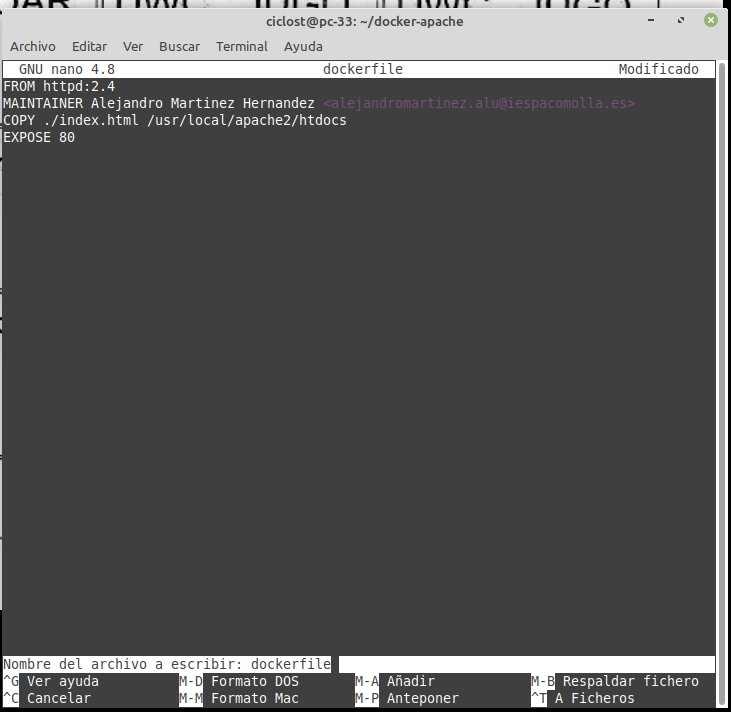 ciclost@pc-33: ~/docker-apache
Archivo Editar Ver Buscar Terminal Ayuda
GNU nano 4.8 dockerfile Modificado
FROM httpd:2.4
MAINTAINER Alejandro Martinez Hernandez <alejandromartinez.alu@iespacomolla.es>
COPY ./index.html /usr/local/apache2/htdocs
EXPOSE 80
Nombre del archivo a escribir: dockerfile
^G Ver ayuda M-D Formato DOS M-A Añadir M-B Respaldar fichero
^C Cancelar M-M Formato Mac M-P Anteponer ^T A Ficheros